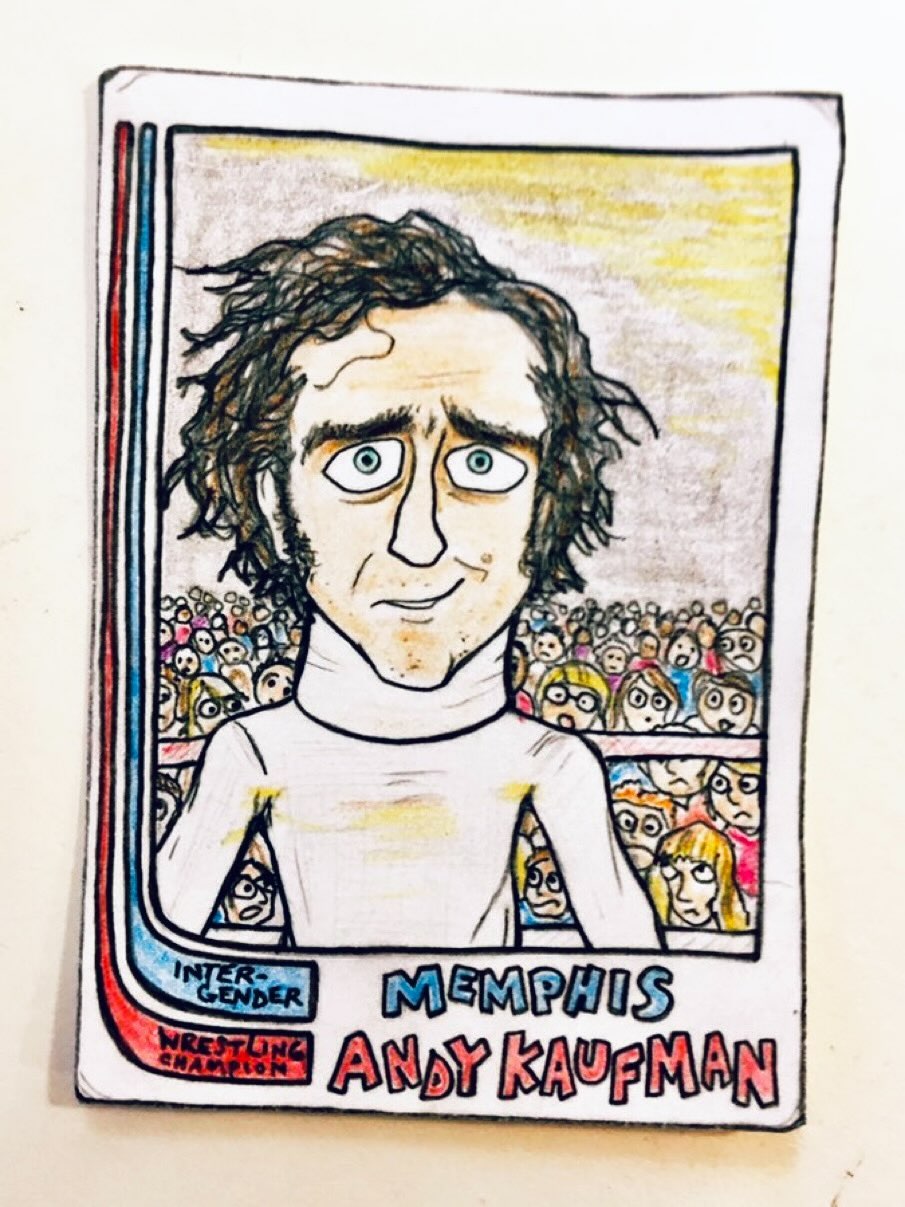 INTER-
GENDER
WRESTLING
CHAMPION
MEMPHIS
ANDY KAUFMAN